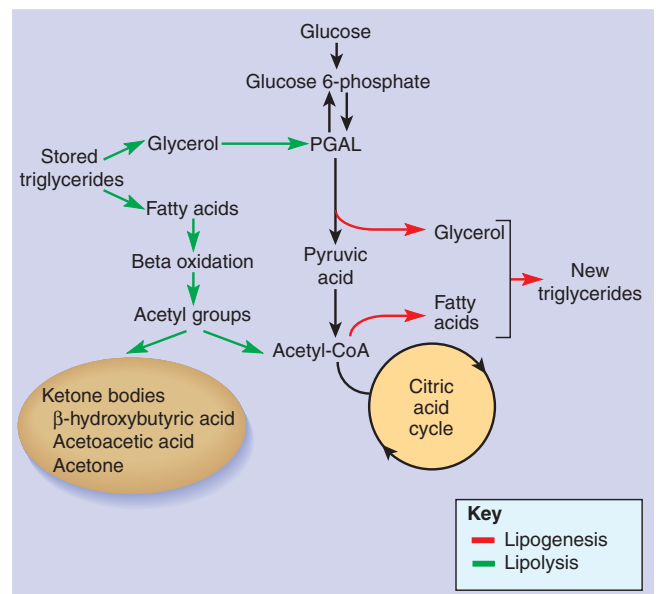 Glucose
Glucose 6-phosphate
Glycerol
PGAL
Stored
triglycerides
Fatty acids
Glycerol
Beta oxidation
Pyruvic
acid
New
triglycerides
Acetyl groups
Fatty
acids
Acetyl-CoA
Ketone bodies
β-hydroxybutyric acid
Acetoacetic acid
Acetone
Citric
acid
cycle
Key
Lipogenesis
Lipolysis